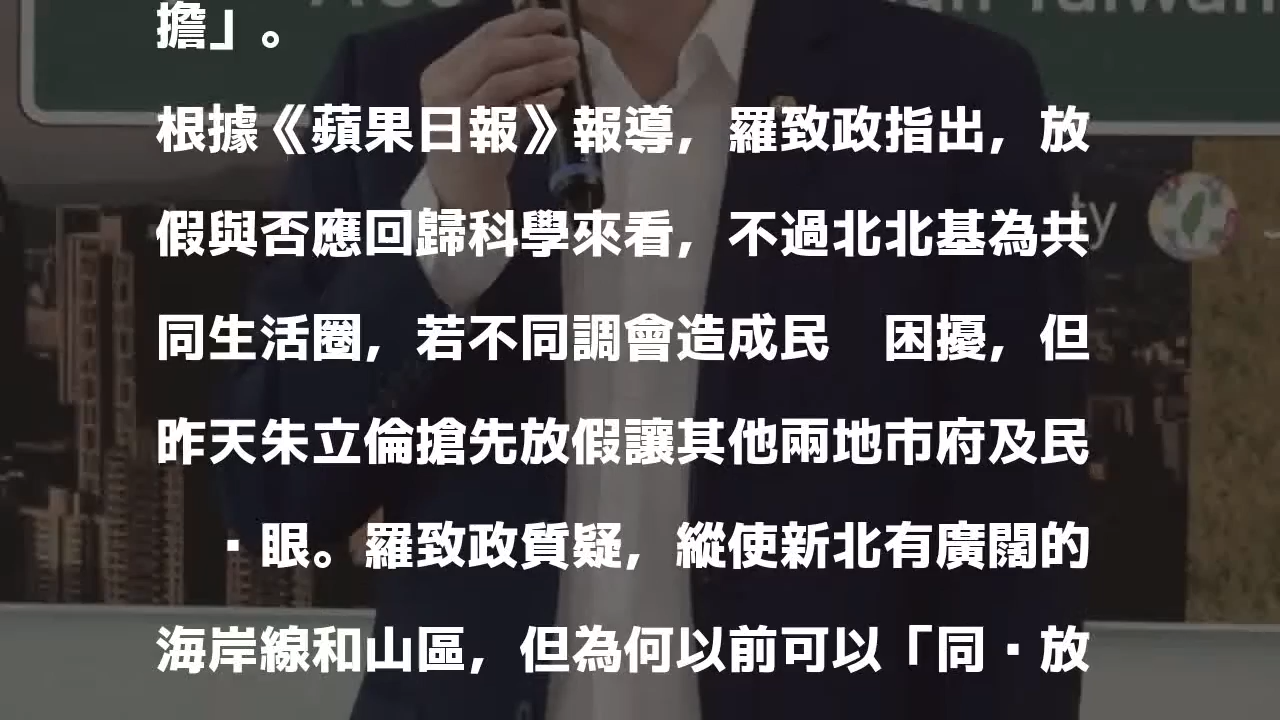 擔」。
根據《蘋果日報》報導，羅致政指出，放
假與否應回歸科學來看，不過北北基為共
同生活圈，若不同調會造成民　困擾，但
昨天朱立倫搶先放假讓其他兩地市府及民
　·眼。羅致政質疑，縱使新北有廣闊的
海岸線和山區，但為何以前可以「同·放